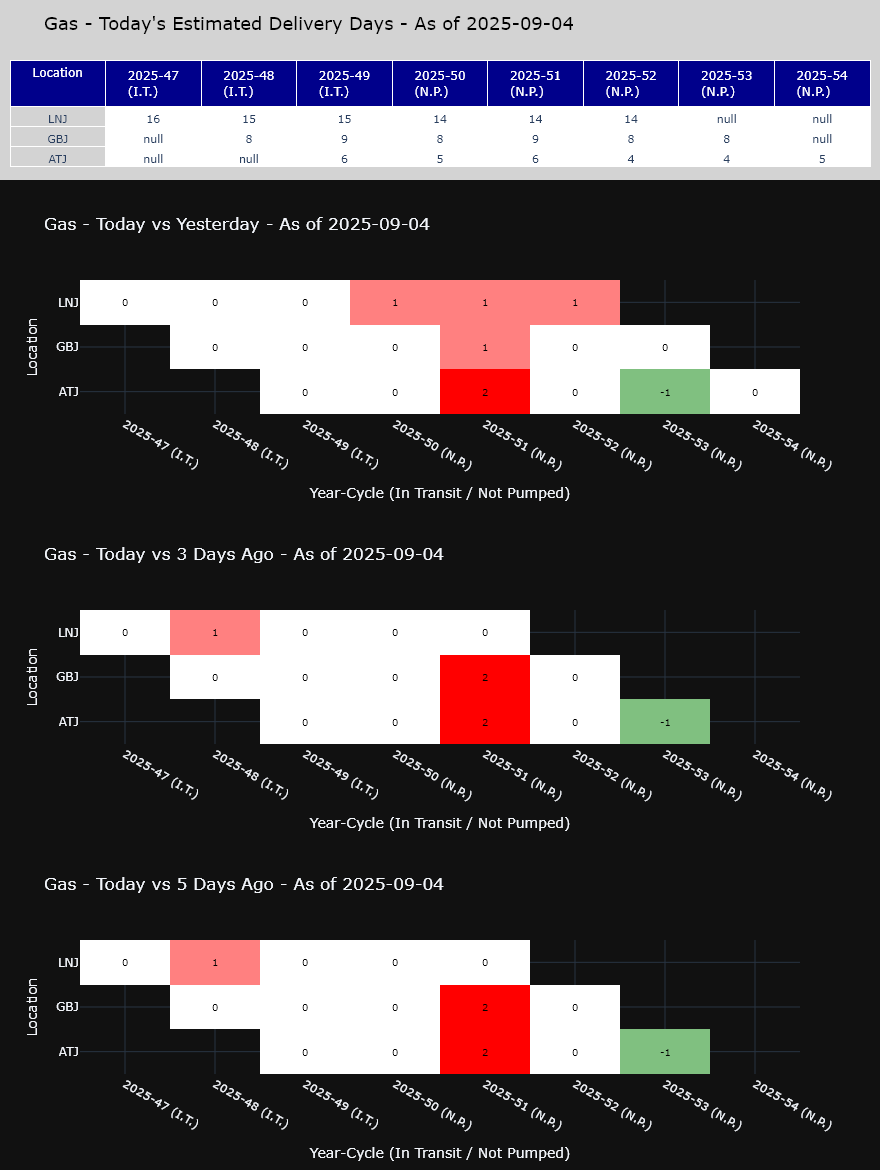 Gas - Today's Estimated Delivery Days - As of 2025-09-04
Location 2025-47 (I.T.) 2025-48 (I.T.) 2025-49 (I.T.) 2025-50 (N.P.) 2025-51 (N.P.) 2025-52 (N.P.) 2025-53 (N.P.) 2025-54 (N.P.)
LNJ 16 15 15 14 14 14 null null
GBJ null 8 9 8 9 8 8 null
ATJ null null 6 5 6 4 4 5
Gas - Today vs Yesterday - As of 2025-09-04
Location
LNJ 0 0 0 1 1 1
GBJ 0 0 0 1 0 0
ATJ 0 0 2 0 -1 0
2025-47 (I.T.) 2025-48 (I.T.) 2025-49 (I.T.) 2025-50 (N.P.) 2025-51 (N.P.) 2025-52 (N.P.) 2025-53 (N.P.) 2025-54 (N.P.)
Year-Cycle (In Transit / Not Pumped)
Gas - Today vs 3 Days Ago - As of 2025-09-04
Location
LNJ 0 1 0 0 0
GBJ 0 0 0 2 0
ATJ 0 0 2 0 -1
2025-47 (I.T.) 2025-48 (I.T.) 2025-49 (I.T.) 2025-50 (N.P.) 2025-51 (N.P.) 2025-52 (N.P.) 2025-53 (N.P.) 2025-54 (N.P.)
Year-Cycle (In Transit / Not Pumped)
Gas - Today vs 5 Days Ago - As of 2025-09-04
Location
LNJ 0 1 0 0 0
GBJ 0 0 0 2 0
ATJ 0 0 2 0 -1
2025-47 (I.T.) 2025-48 (I.T.) 2025-49 (I.T.) 2025-50 (N.P.) 2025-51 (N.P.) 2025-52 (N.P.) 2025-53 (N.P.) 2025-54 (N.P.)
Year-Cycle (In Transit / Not Pumped)